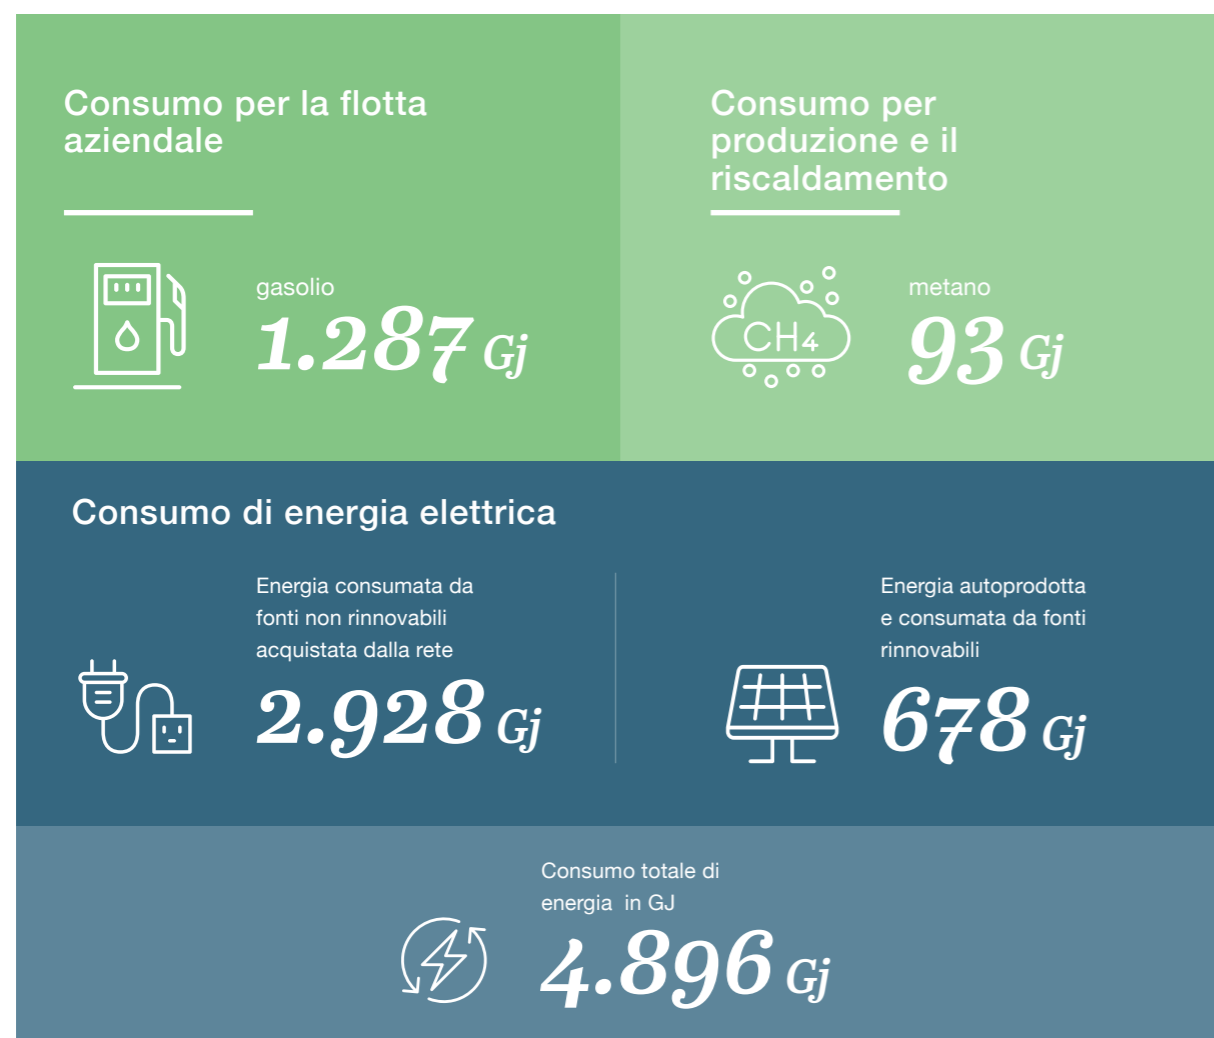 Consumo per la flotta
aziendale
gasolio
1.287 Gj
Consumo per
produzione e il
riscaldamento
CH4
metano
93 Gj
Consumo di energia elettrica
Energia consumata da
fonti non rinnovabili
acquistata dalla rete
2.928 Gj
Energia autoprodotta
e consumata da fonti
rinnovabili
678 Gj
Consumo totale di
energia  in GJ
4.896 Gj